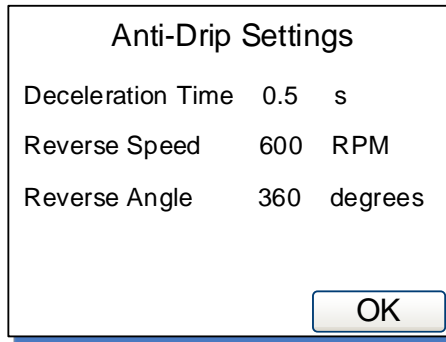 Anti-Drip Settings
Deceleration Time 0.5 s
Reverse Speed 600 RPM
Reverse Angle 360 degrees
OK